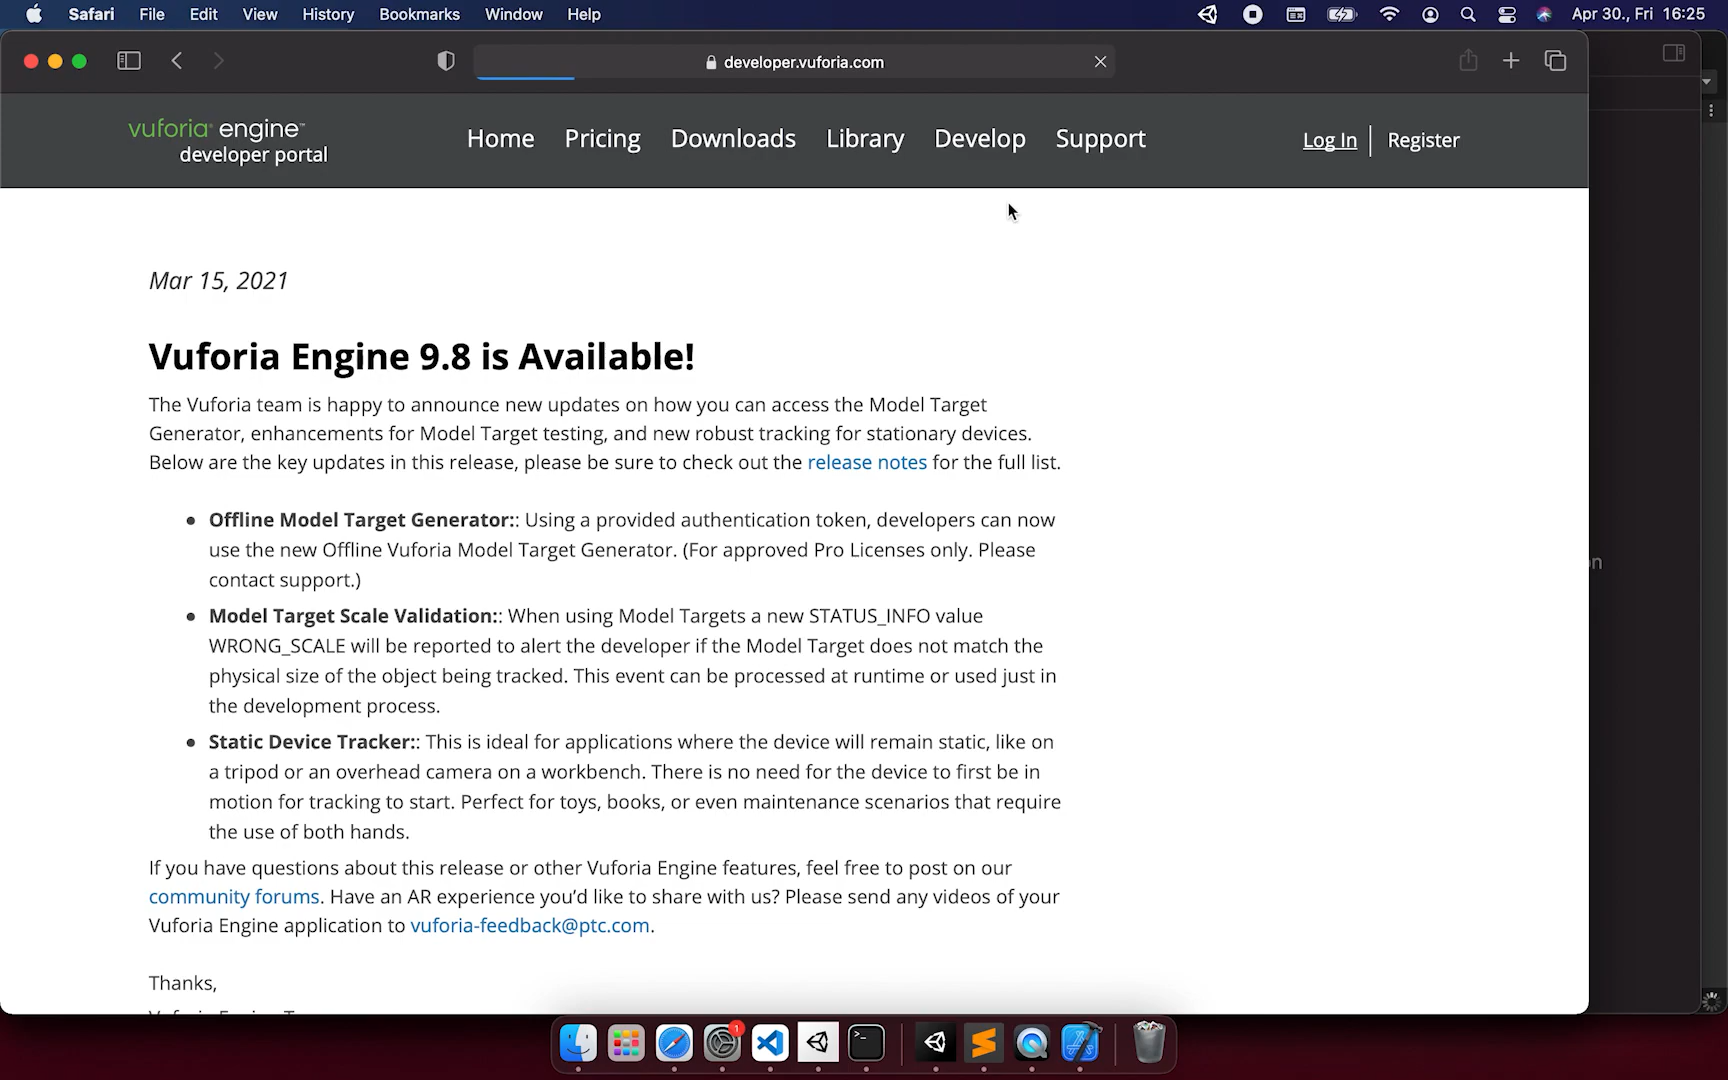 Safari File Edit View History Bookmarks Window Help Apr 30., Fri 16:25
developer.vuforia.com
vuforia engine™
developer portal
Home Pricing Downloads Library Develop Support Log In Register
Mar 15, 2021
Vuforia Engine 9.8 is Available!
The Vuforia team is happy to announce new updates on how you can access the Model Target
Generator, enhancements for Model Target testing, and new robust tracking for stationary devices.
Below are the key updates in this release, please be sure to check out the release notes for the full list.
• Offline Model Target Generator:: Using a provided authentication token, developers can now
use the new Offline Vuforia Model Target Generator. (For approved Pro Licenses only. Please
contact support.)
• Model Target Scale Validation:: When using Model Targets a new STATUS_INFO value
WRONG_SCALE will be reported to alert the developer if the Model Target does not match the
physical size of the object being tracked. This event can be processed at runtime or used just in
the development process.
• Static Device Tracker:: This is ideal for applications where the device will remain static, like on
a tripod or an overhead camera on a workbench. There is no need for the device to first be in
motion for tracking to start. Perfect for toys, books, or even maintenance scenarios that require
the use of both hands.
If you have questions about this release or other Vuforia Engine features, feel free to post on our
community forums. Have an AR experience you'd like to share with us? Please send any videos of your
Vuforia Engine application to vuforia-feedback@ptc.com.
Thanks,
1